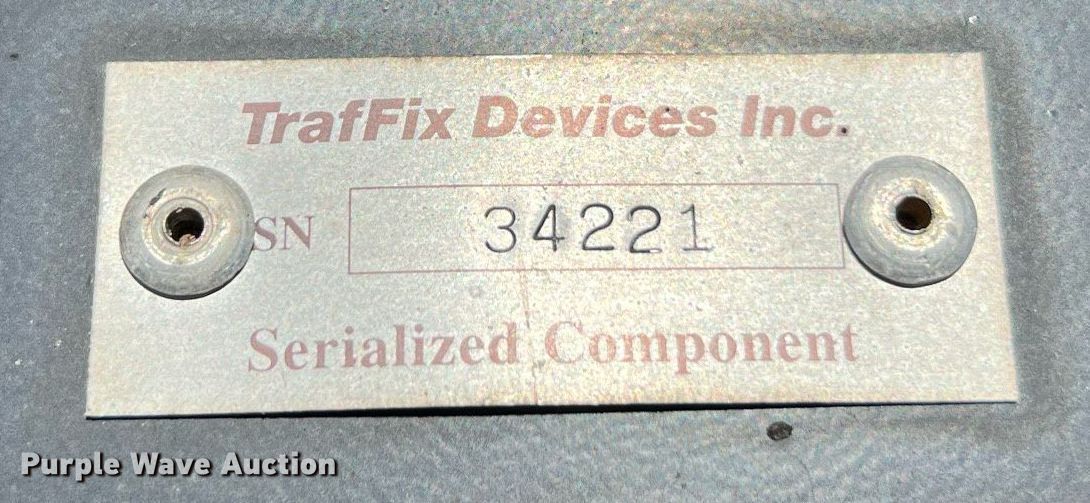 TrafFix Devices Inc.
SN 34221
Serialized Component
Purple Wave Auction